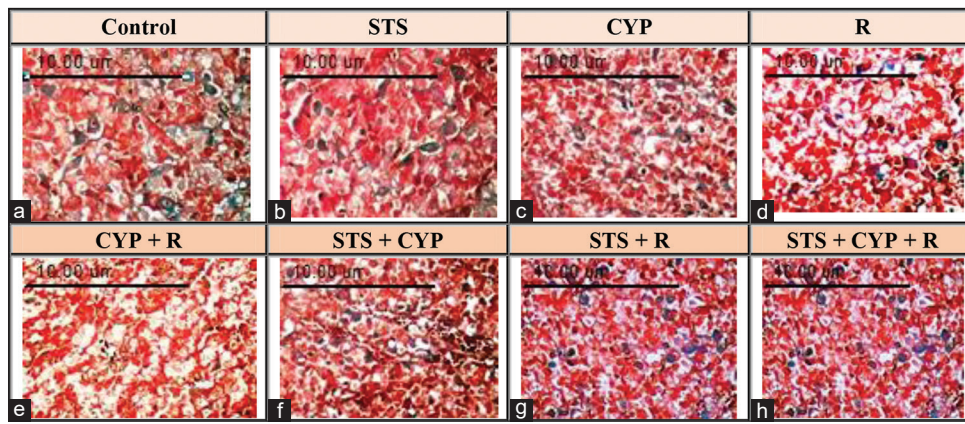 Control STS CYP R
10.00 um 10.00 um 10.00 um 10.00 um
a b c d
CYP + R STS + CYP STS + R STS + CYP + R
10.00 um 10.00 um 10.00 um 10.00 um
e f g h